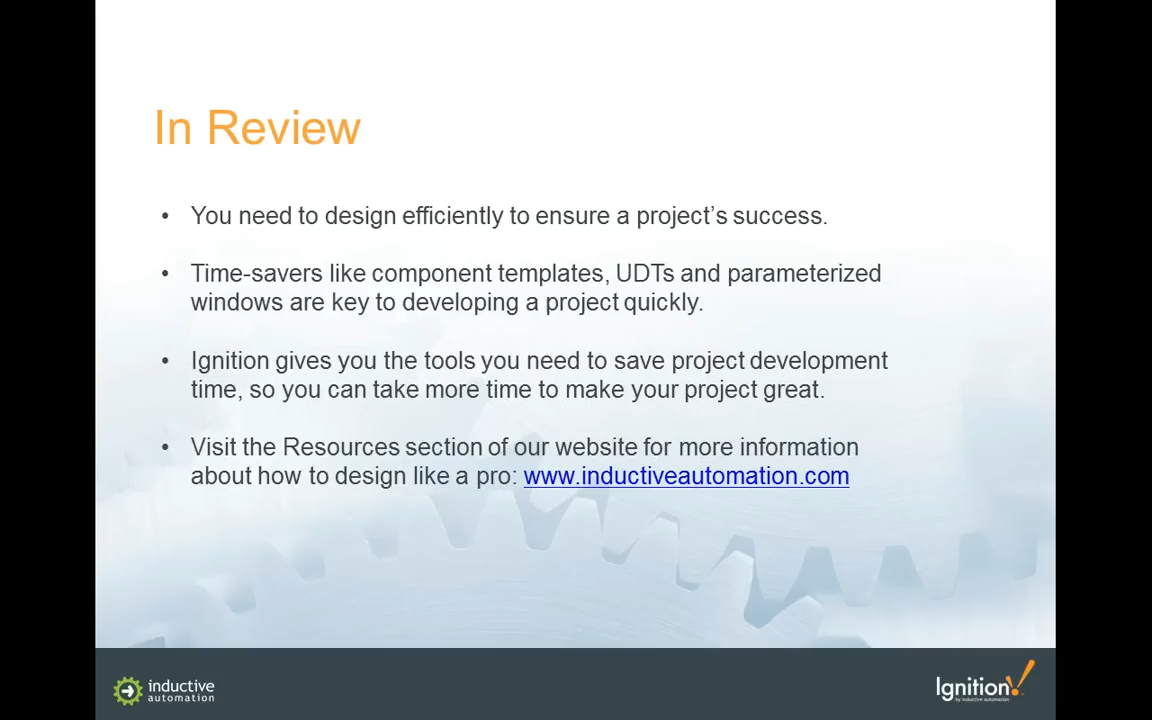 In Review
• You need to design efficiently to ensure a project’s success.
• Time-savers like component templates, UDTs and parameterized
windows are key to developing a project quickly.
• Ignition gives you the tools you need to save project development
time, so you can take more time to make your project great.
• Visit the Resources section of our website for more information
about how to design like a pro: www.inductiveautomation.com
inductive
automation
Ignition!
by inductive automation